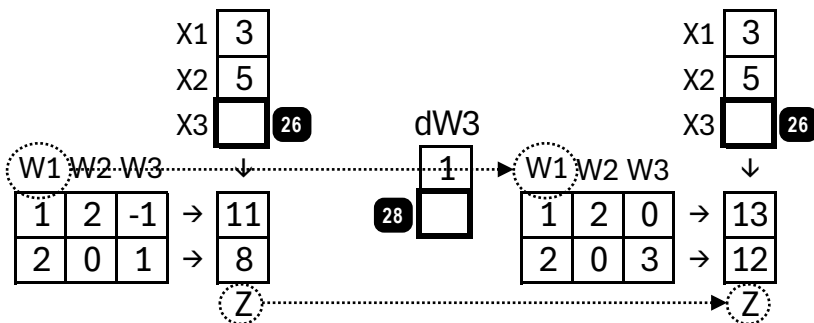 X1 3 X1 3
X2 5 X2 5
X3 26 dW3 X3 26
W1 W2 W3 ↓ 1 W1 W2 W3 ↓
1 2 -1 → 11 28 1 2 0 → 13
2 0 1 → 8 2 0 3 → 12
Z Z